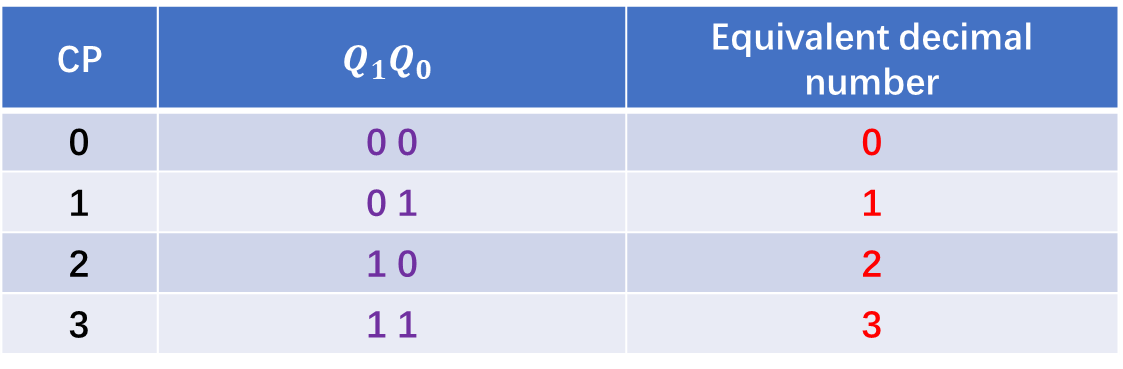 CP Q₁Q₀ Equivalent decimal
number
0 0 0 0
1 0 1 1
2 1 0 2
3 1 1 3